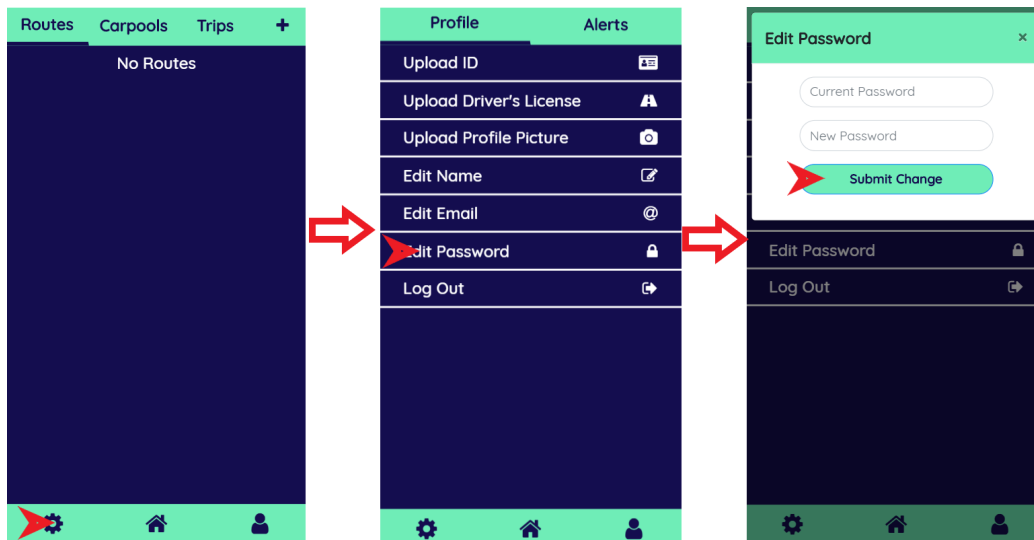 Routes Carpools Trips +
No Routes
Profile Alerts
Upload ID
Upload Driver's License
Upload Profile Picture
Edit Name
Edit Email @
Edit Password
Log Out
Edit Password ×
Current Password
New Password
Submit Change
Edit Password
Log Out